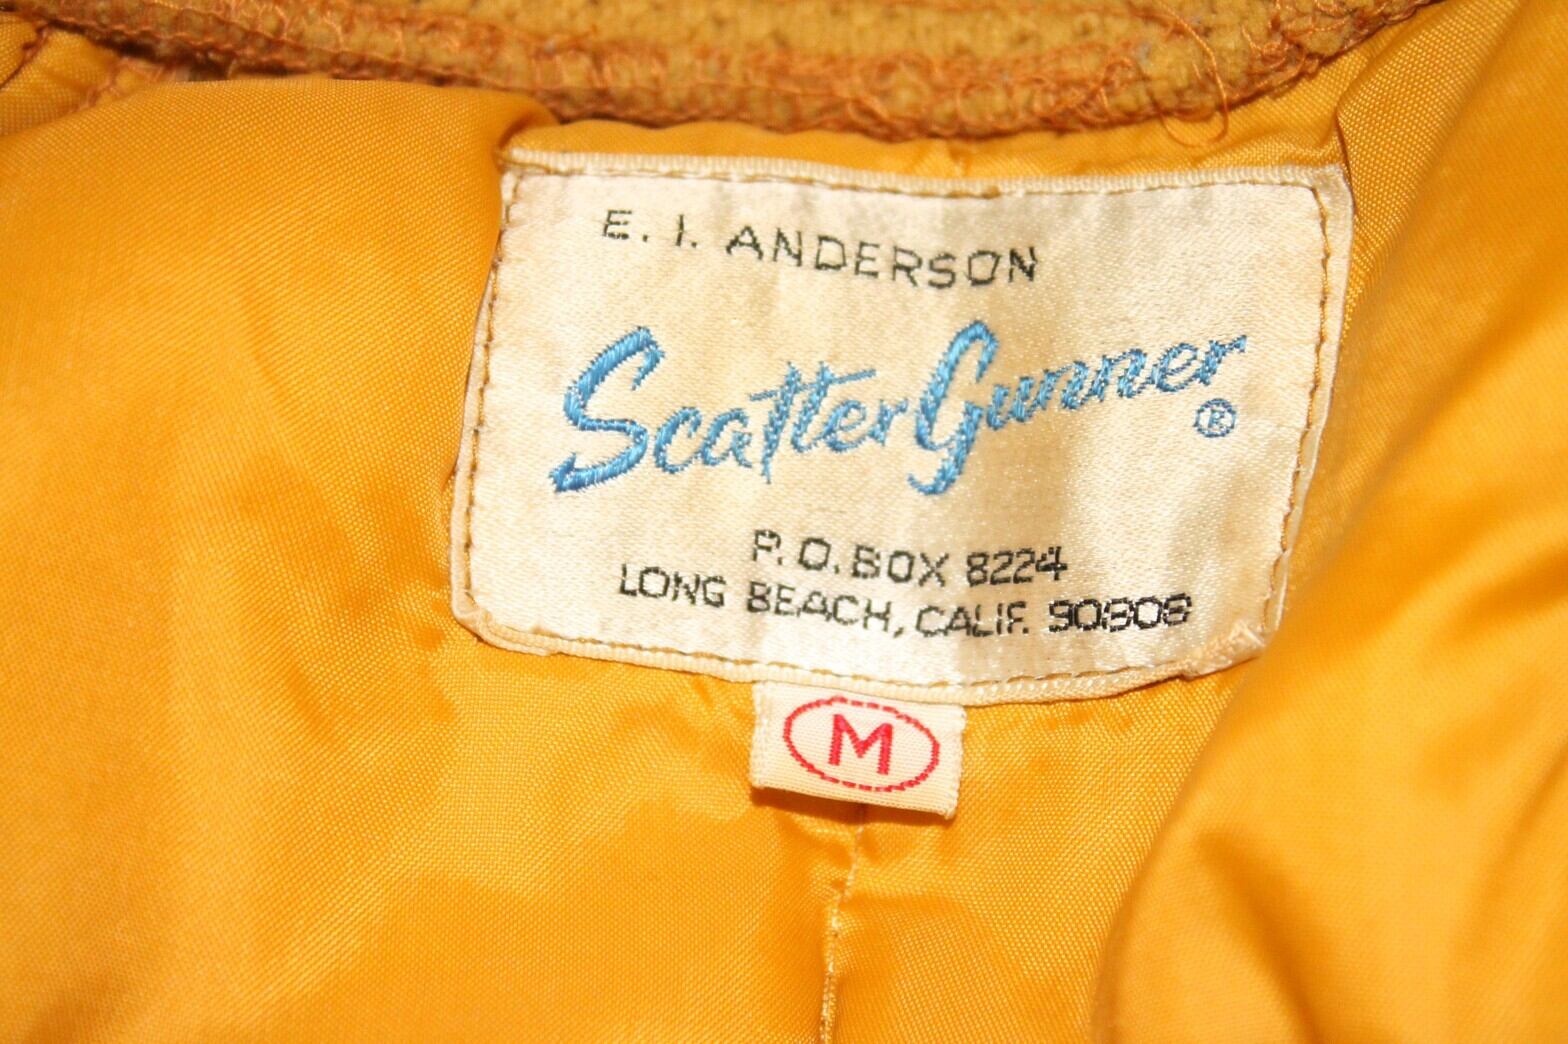 E. I. ANDERSON
ScatterGunner ®
P.O. BOX 8224
LONG BEACH, CALIF. 90808
M